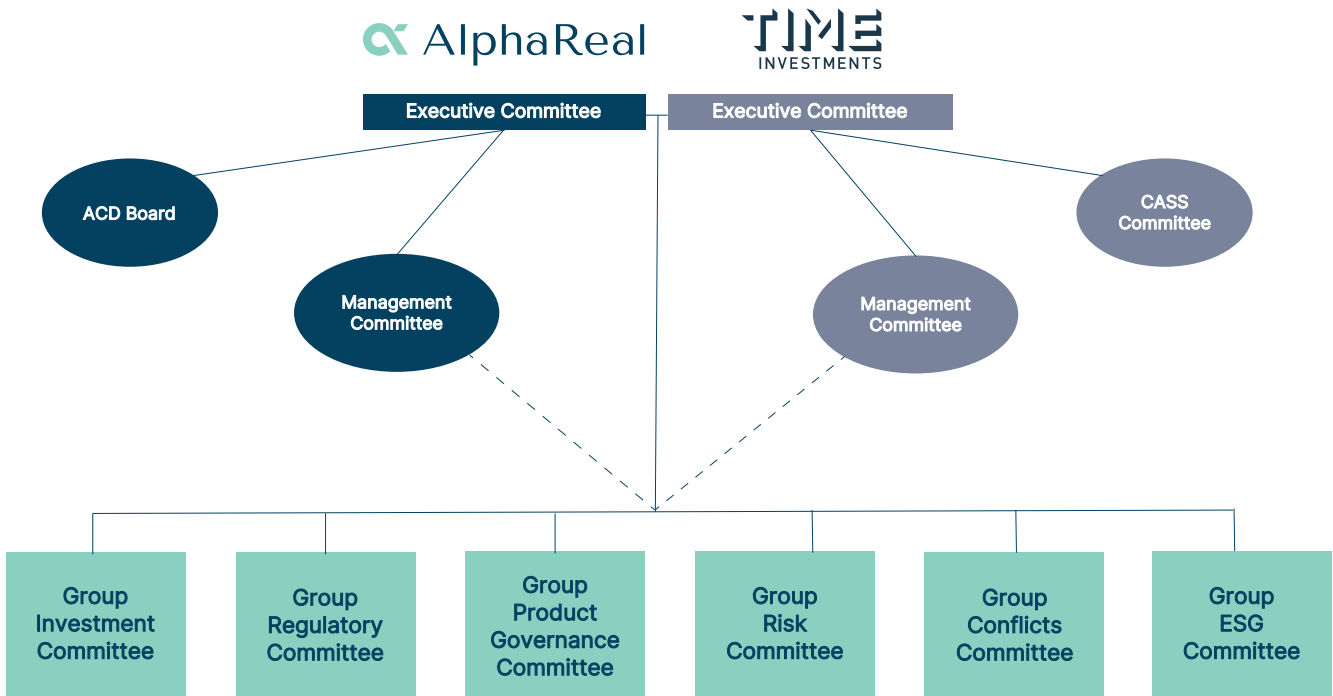 AlphaReal
TIME
INVESTMENTS
Executive Committee
Executive Committee
ACD Board
CASS
Committee
Management
Committee
Management
Committee
Group
Investment
Committee
Group
Regulatory
Committee
Group
Product
Governance
Committee
Group
Risk
Committee
Group
Conflicts
Committee
Group
ESG
Committee